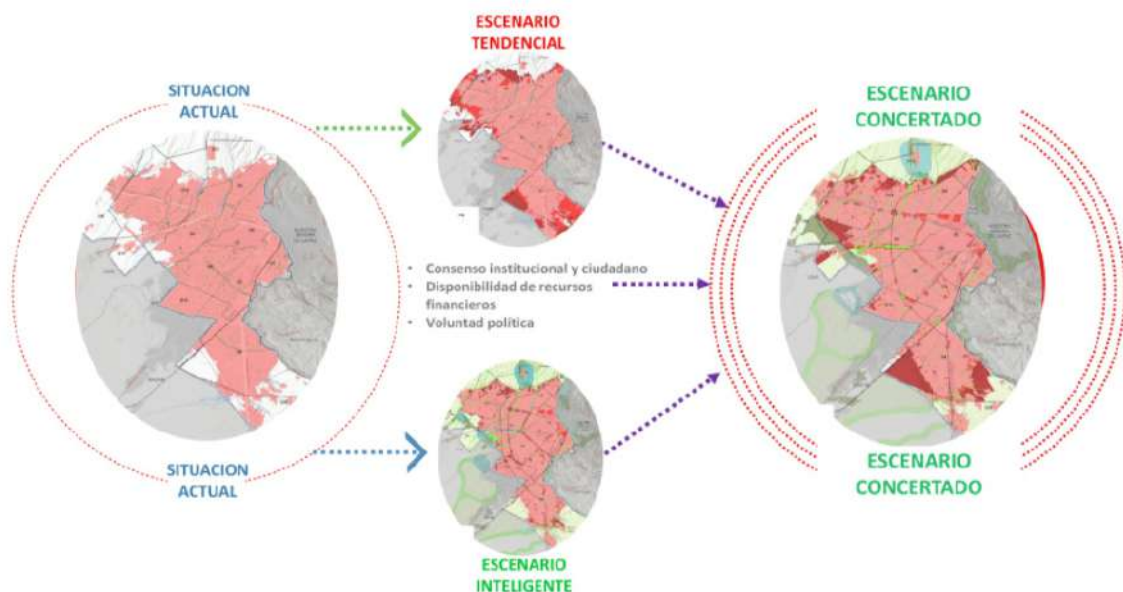 ESCENARIO
TENDENCIAL
SITUACION
ACTUAL
ESCENARIO
CONCERTADO
• Consenso institucional y ciudadano
• Disponibilidad de recursos
financieros
• Voluntad política
SITUACION
ACTUAL
ESCENARIO
CONCERTADO
ESCENARIO
INTELIGENTE